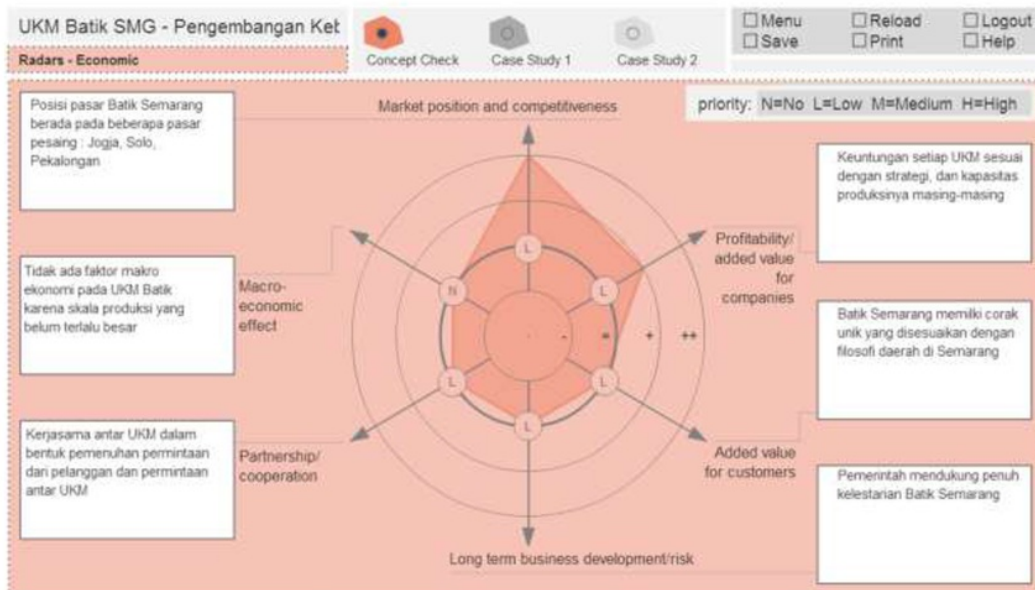 UKM Batik SMG - Pengembangan Ket
Radars - Economic
Concept Check
Case Study 1
Case Study 2
Menu
Reload
Logout
Save
Print
Help
priority: N=No L=Low M=Medium H=High
Posisi pasar Batik Semarang
berada pada beberapa pasar
pesaing : Jogja, Solo,
Pekalongan
Market position and competitiveness
Keuntungan setiap UKM sesuai
dengan strategi, dan kapasitas
produksinya masing-masing
Profitability/
added value
for
companies
Tidak ada faktor makro
ekonomi pada UKM Batik
karena skala produksi yang
belum terlalu besar
Macro-
economic
effect
L
N
L
- = + ++
L
L
L
Batik Semarang memilki corak
unik yang disesuaikan dengan
filosofi daerah di Semarang
Kerjasama antar UKM dalam
bentuk pemenuhan permintaan
dari pelanggan dan permintaan
antar UKM
Partnership/
cooperation
Added value
for customers
Pemerintah mendukung penuh
kelestarian Batik Semarang
Long term business development/risk